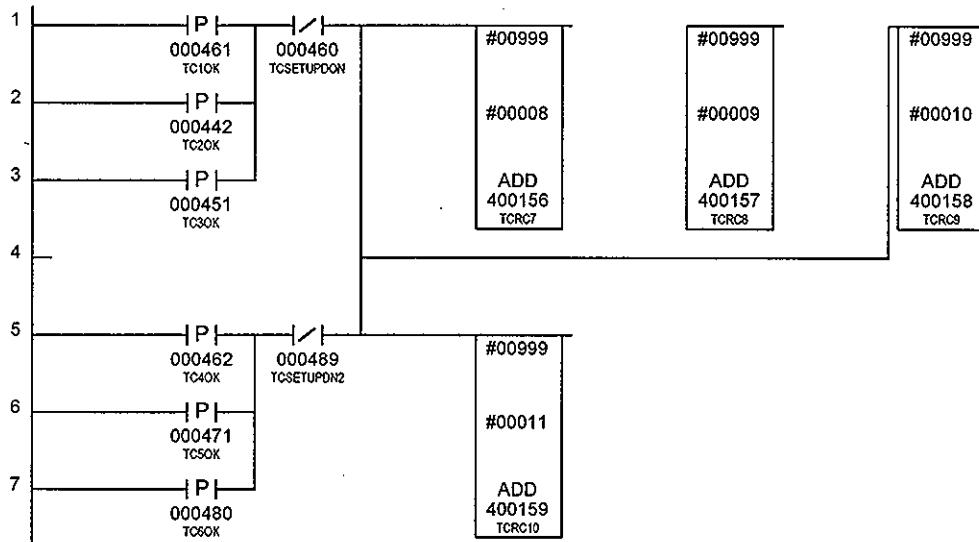 1
P
000461
TC1OK
000460
TCSETUPDON
#00999
#00008
ADD
400156
TCRC7
#00999
#00009
ADD
400157
TCRC8
#00999
#00010
ADD
400158
TCRC9
2
P
000442
TC2OK
3
P
000451
TC3OK
4
5
P
000462
TC4OK
000489
TCSETUPDN2
#00999
#00011
ADD
400159
TCRC10
6
P
000471
TC5OK
7
P
000480
TC6OK